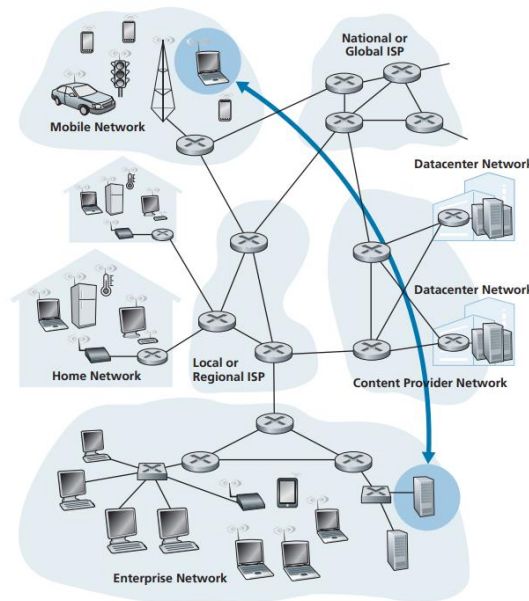 National or
Global ISP
Mobile Network
Datacenter Network
Datacenter Network
Home Network
Local or
Regional ISP
Content Provider Network
Enterprise Network